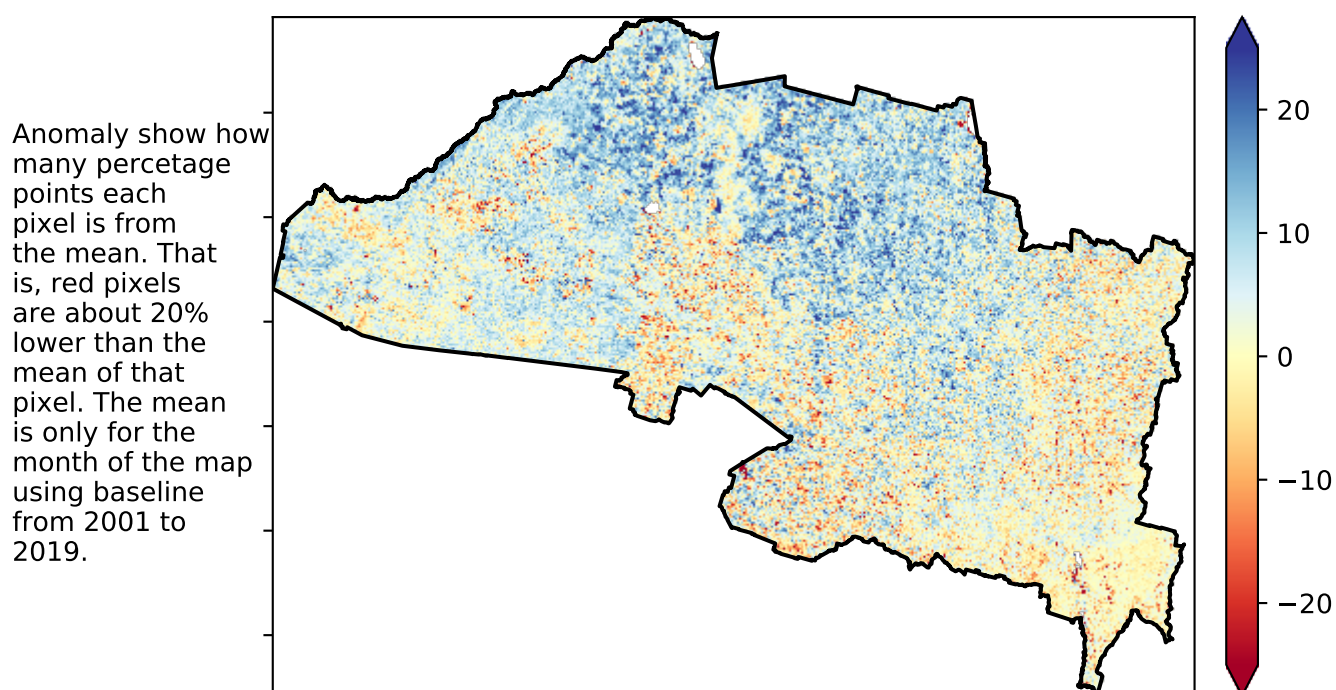 Anomaly show how
many percetage
points each
pixel is from
the mean. That
is, red pixels
are about 20%
lower than the
mean of that
pixel. The mean
is only for the
month of the map
using baseline
from 2001 to
2019.
20
10
0
−10
−20